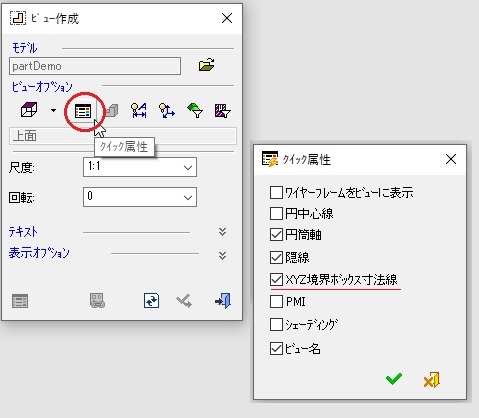 ビュー作成
モデル
partDemo
ビューオプション
上面
クイック属性
尺度:
1:1
回転:
0
テキスト
表示オプション
クイック属性
ワイヤーフレームをビューに表示
円中心線
円筒軸
隠線
XYZ境界ボックス寸法線
PMI
シェーディング
ビュー名